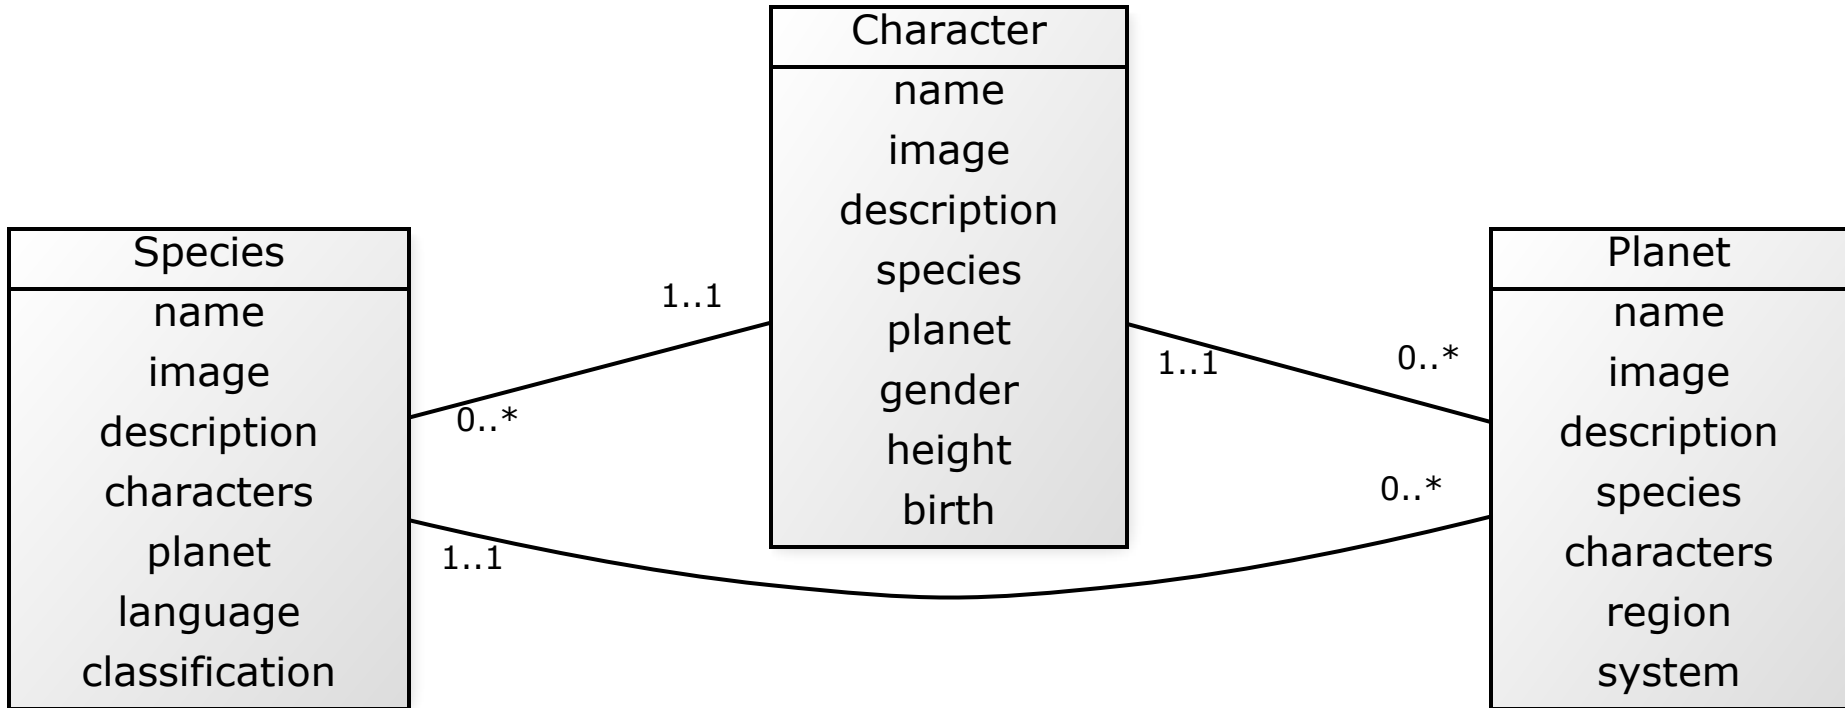 Character
name
image
description
species
planet
gender
height
birth
Species
name
image
description
characters
planet
language
classification
Planet
name
image
description
species
characters
region
system
1..1
0..*
1..1
0..*
1..1
0..*